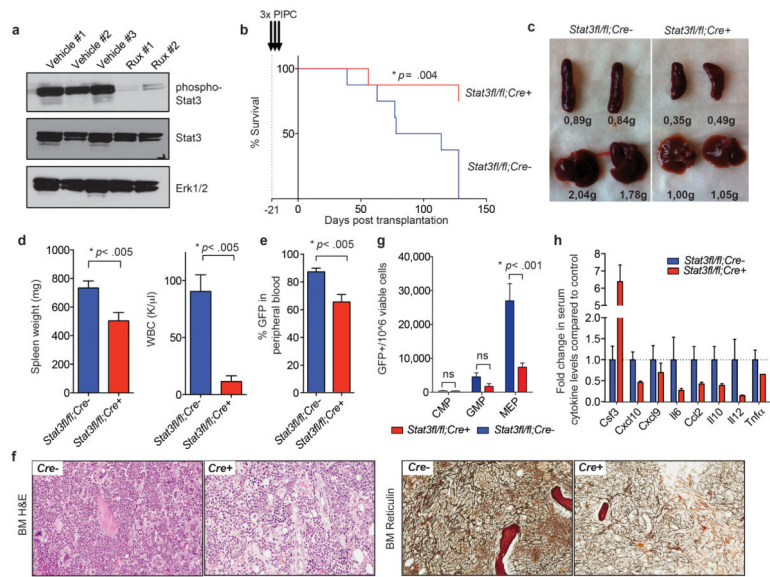 a
Vehicle #1
Vehicle #2
Vehicle #3
Rux #1
Rux #2
phospho-
Stat3
Stat3
Erk1/2
b
3x PIPC
* p= .004
Stat3fl/fl;Cre+
Stat3fl/fl;Cre-
% Survival
100
50
-21
0
50
100
150
Days post transplantation
c
Stat3fl/fl;Cre-
Stat3fl/fl;Cre+
0,89g
0,84g
0,35g
0,49g
2,04g
1,78g
1,00g
1,05g
d
Spleen weight (mg)
1000
800
600
400
200
0
* p< .005
Stat3fl/fl;Cre-
Stat3fl/fl;Cre+
WBC (K/µl)
100
50
0
* p< .005
Stat3fl/fl;Cre-
Stat3fl/fl;Cre+
e
% GFP in
peripheral blood
100
80
60
40
20
0
* p< .005
Stat3fl/fl;Cre-
Stat3fl/fl;Cre+
g
GFP+/10^6 viable cells
40,000
30,000
20,000
10,000
0
ns
ns
* p< .001
CMP
GMP
MEP
Stat3fl/fl;Cre+
Stat3fl/fl;Cre-
h
Stat3fl/fl;Cre-
Stat3fl/fl;Cre+
Fold change in serum
cytokine levels compared to control
8
6
4
2
1.5
1.0
0.5
0.0
Csf3
Cxcl10
Cxcl9
Il6
Ccl2
Il10
Il12
Tnfα
f
BM H&E
Cre-
Cre+
BM Reticulin
Cre-
Cre+